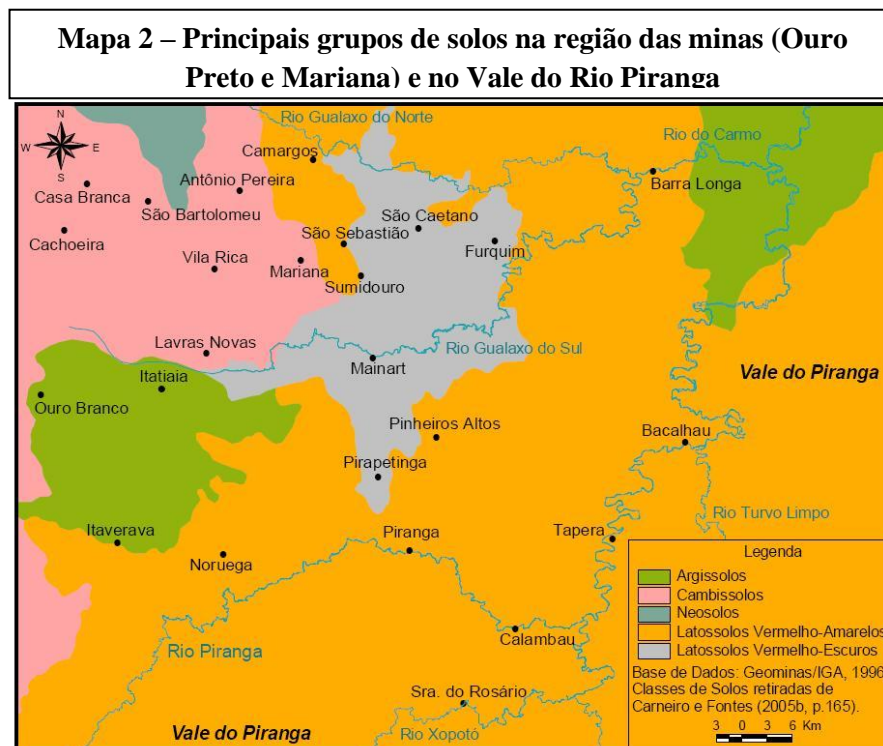 Mapa 2 – Principais grupos de solos na região das minas (Ouro
Preto e Mariana) e no Vale do Rio Piranga
N
W E
S
Rio Gualaxo do Norte
Rio do Carmo
Camargos
Casa Branca
Antônio Pereira
Barra Longa
São Bartolomeu
São Caetano
Cachoeira
São Sebastião
Furquim
Vila Rica
Mariana
Sumidouro
Lavras Novas
Rio Gualaxo do Sul
Mainart
Itatiaia
Vale do Piranga
Ouro Branco
Pinheiros Altos
Bacalhau
Pirapetinga
Rio Turvo Limpo
Itaverava
Piranga
Tapera
Noruega
Calambau
Rio Piranga
Sra. do Rosário
Vale do Piranga
Rio Xopotó
Legenda
Argissolos
Cambissolos
Neosolos
Latossolos Vermelho-Amarelos
Latossolos Vermelho-Escuros
Base de Dados: Geominas/IGA, 1996
Classes de Solos retiradas de
Carneiro e Fontes (2005b, p.165).
3 0 3 6 Km